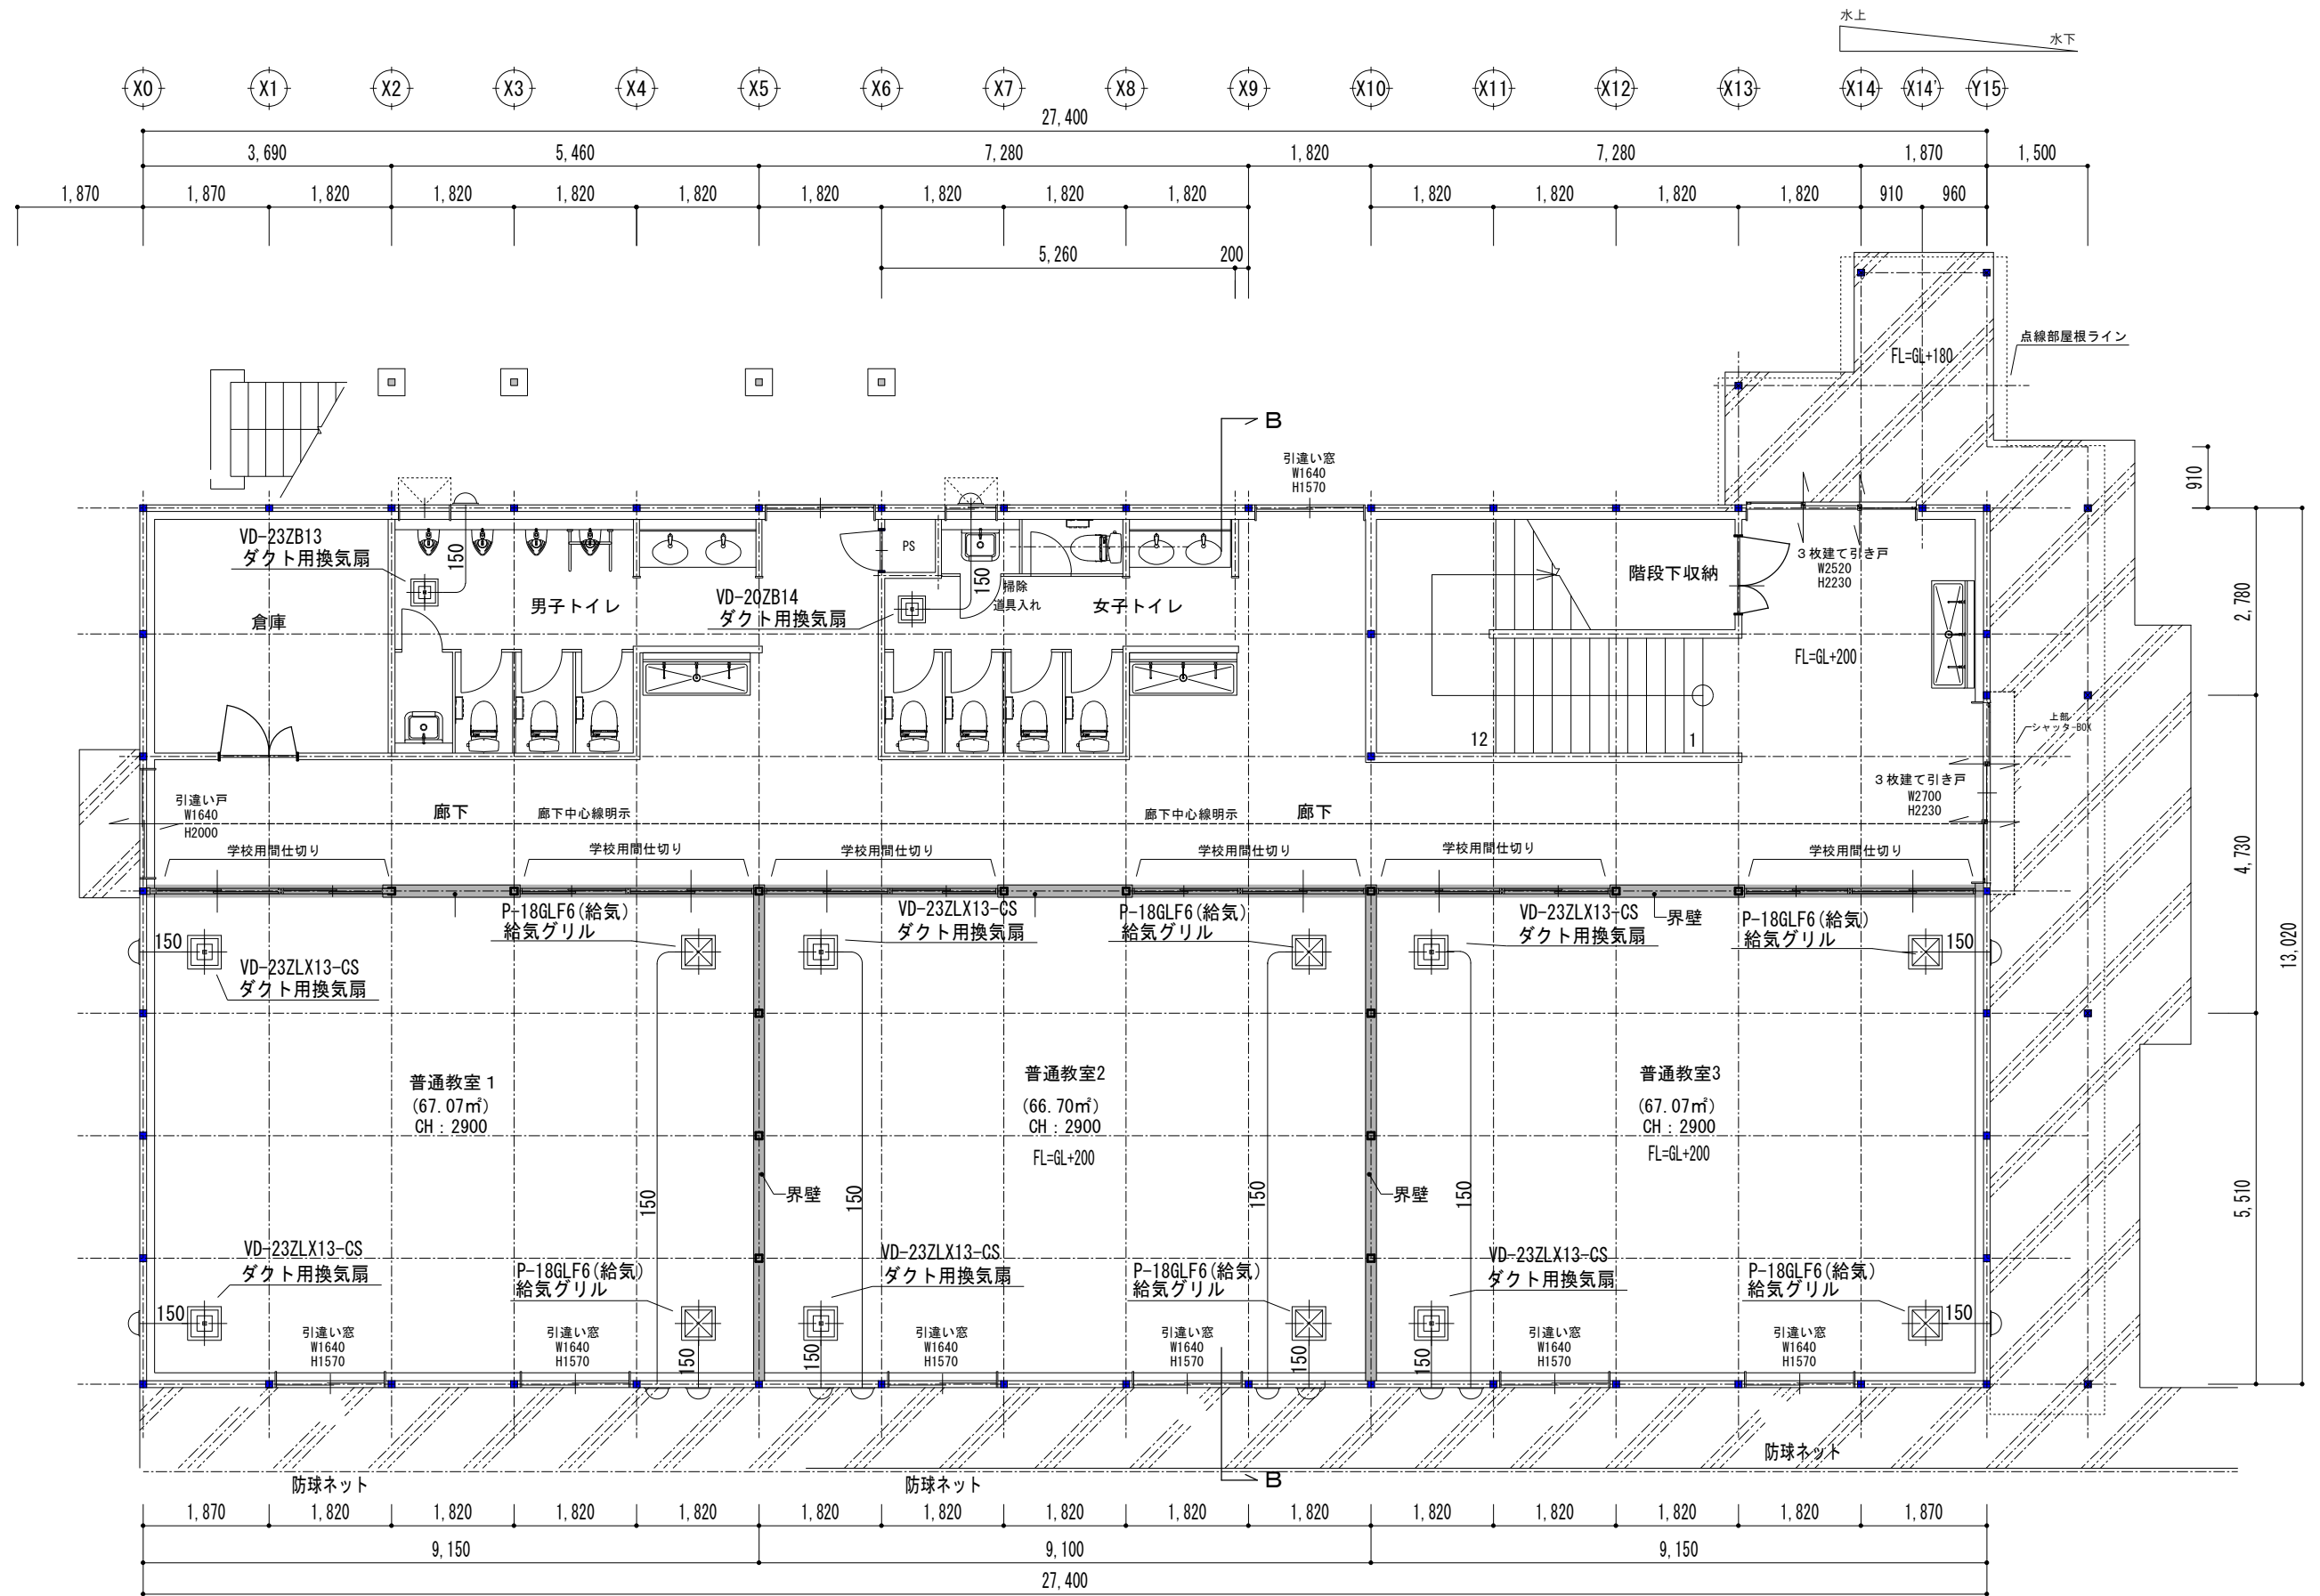 水上
水下
X0 X1 X2 X3 X4 X5 X6 X7 X8 X9 X10 X11 X12 X13 X14 X14' Y15
27,400
3,690 5,460 7,280 1,820 7,280 1,870 1,500
1,870 1,870 1,820 1,820 1,820 1,820 1,820 1,820 1,820 1,820 1,820 1,820 1,820 1,820 910 960
5,260 200
点線部屋根ライン
FL=GL+180
B
引違い窓
W1640
H1570
910
VD-23ZB13
ダクト用換気扇
150
倉庫
男子トイレ
VD-20ZB14
ダクト用換気扇
PS
150
掃除
道具入れ
女子トイレ
階段下収納
3枚建て引き戸
W2520
H2230
FL=GL+200
2,780
12
1
上部
シャッターBOX
3枚建て引き戸
W2700
H2230
引違い戸
W1640
H2000
廊下
廊下中心線明示
廊下中心線明示
廊下
学校用間仕切り
学校用間仕切り
学校用間仕切り
学校用間仕切り
学校用間仕切り
学校用間仕切り
4,730
13,020
P-18GLF6(給気)
給気グリル
VD-23ZLX13-CS
ダクト用換気扇
P-18GLF6(給気)
給気グリル
VD-23ZLX13-CS
ダクト用換気扇
界壁
P-18GLF6(給気)
給気グリル
150
150
VD-23ZLX13-CS
ダクト用換気扇
普通教室1
(67.07㎡)
CH：2900
普通教室2
(66.70㎡)
CH：2900
FL=GL+200
普通教室3
(67.07㎡)
CH：2900
FL=GL+200
150
界壁
150
150
界壁
150
5,510
VD-23ZLX13-CS
ダクト用換気扇
P-18GLF6(給気)
給気グリル
VD-23ZLX13-CS
ダクト用換気扇
P-18GLF6(給気)
給気グリル
VD-23ZLX13-CS
ダクト用換気扇
P-18GLF6(給気)
給気グリル
150
150
引違い窓
W1640
H1570
引違い窓
W1640
H1570
150
150
引違い窓
W1640
H1570
引違い窓
W1640
H1570
150
150
引違い窓
W1640
H1570
引違い窓
W1640
H1570
防球ネット
防球ネット
防球ネット
B
1,870 1,820 1,820 1,820 1,820 1,820 1,820 1,820 1,820 1,820 1,820 1,820 1,820 1,820 1,870
9,150 9,100 9,150
27,400